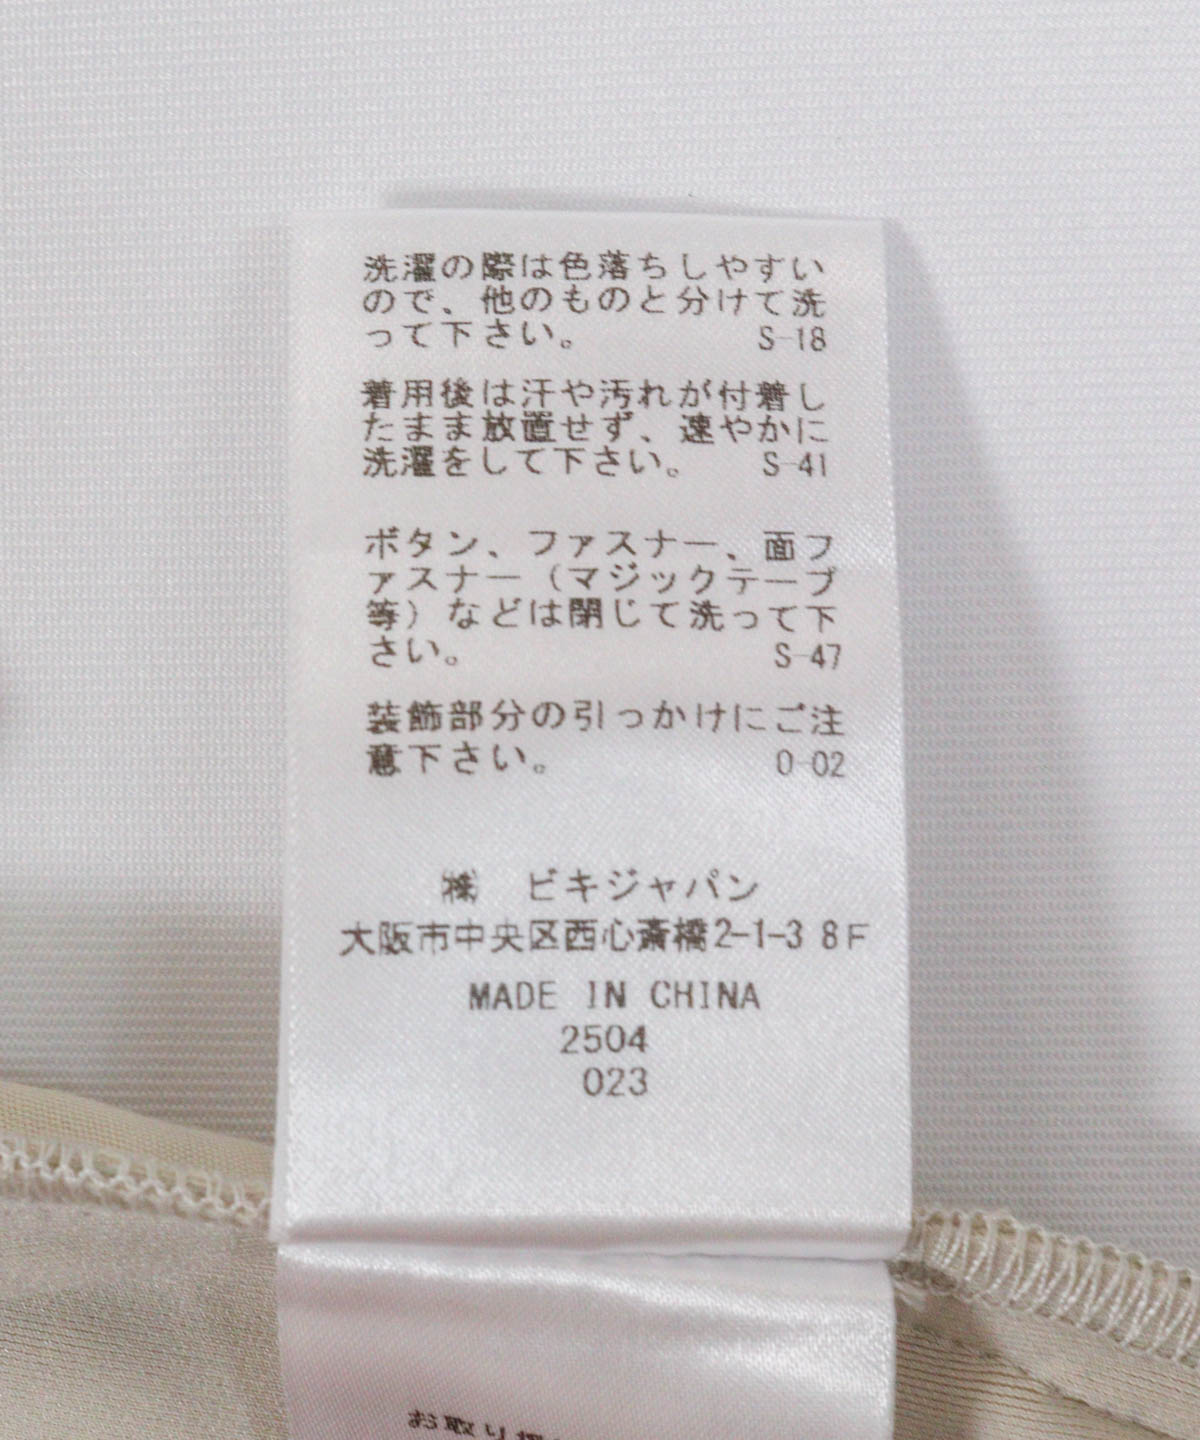 洗濯の際は色落ちしやすい
ので、他のものと分けて洗
って下さい。 S-18
着用後は汗や汚れが付着し
たまま放置せず、速やかに
洗濯をして下さい。 S-41
ボタン、ファスナー、面フ
ァスナー(マジックテープ
等)などは閉じて洗って下
さい。 S-47
装飾部分の引っかけにご注
意下さい。 0-02
㈱ ビキジャパン
大阪市中央区西心斎橋2-1-3 8F
MADE IN CHINA
2504
023
お取り扱